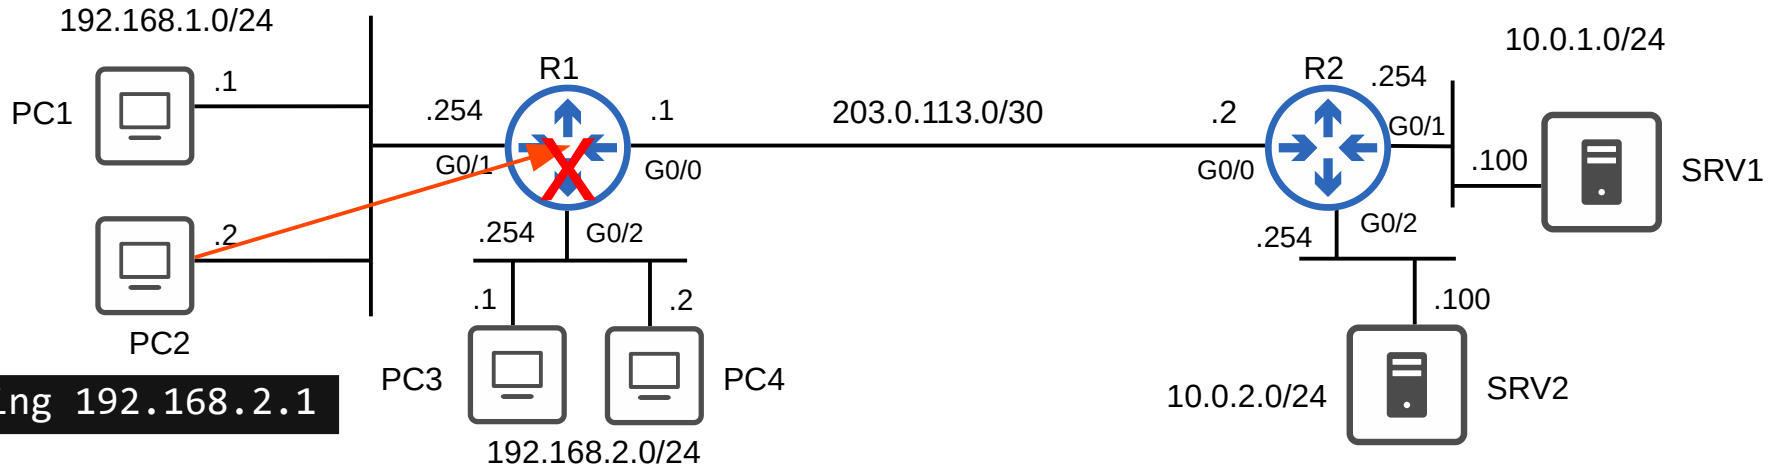 192.168.1.0/24
10.0.1.0/24
R1
R2
.254
.1
PC1
.254
.1
203.0.113.0/30
.2
G0/1
G0/1
G0/0
G0/0
.100
SRV1
X
.2
.254
G0/2
.254
G0/2
.1
.2
.100
PC2
PC3
PC4
SRV2
ing 192.168.2.1
10.0.2.0/24
192.168.2.0/24